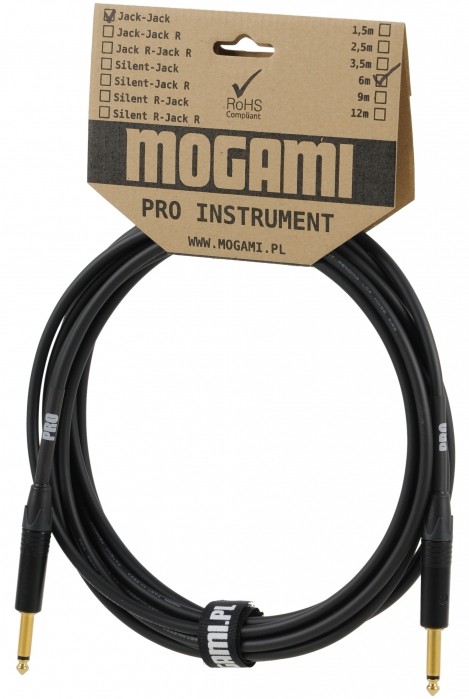 Jack-Jack
Jack-Jack R
Jack R-Jack R
Silent-Jack
Silent-Jack R
Silent R-Jack
Silent R-Jack R
1,5m
2,5m
3,5m
6m
9m
12m
RoHS
Compliant
MOGAMI
PRO INSTRUMENT
WWW.MOGAMI.PL
PRO
PRO
GAMI.PL